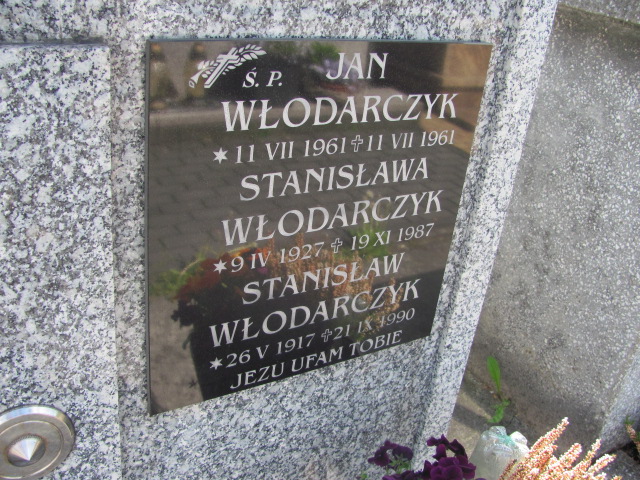 Ś. P. JAN
WŁODARCZYK
* 11 VII 1961 ✝ 11 VII 1961
STANISŁAWA
WŁODARCZYK
* 9 IV 1927 ✝ 19 XI 1987
STANISŁAW
WŁODARCZYK
* 26 V 1917 ✝ 21 IX 1990
JEZU UFAM TOBIE